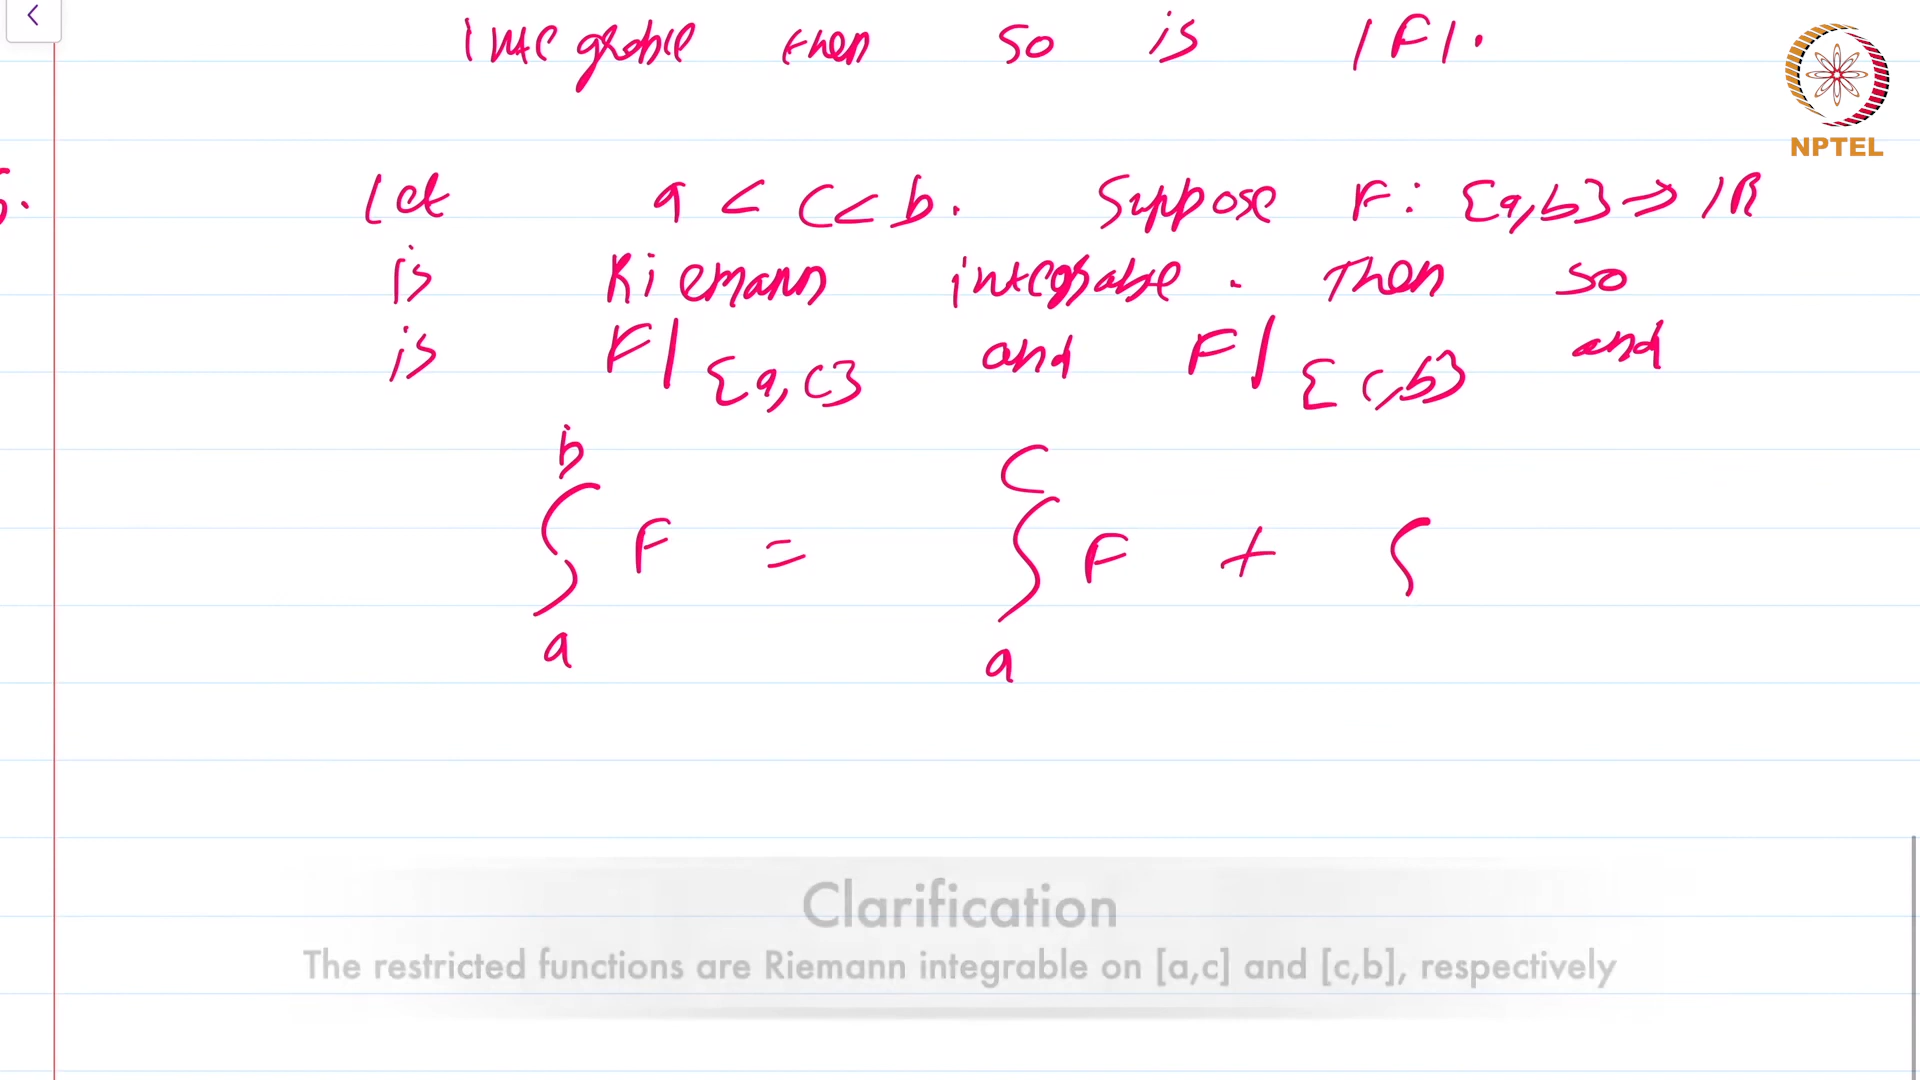 integrable then so is |F|.
NPTEL
5. Let a < c < b. Suppose F: [a,b] → ℝ
is Riemann integrable. Then so
is F|[a,c] and F|[c,b] and
∫_a^b F = ∫_a^c F + ∫
Clarification
The restricted functions are Riemann integrable on [a,c] and [c,b], respectively